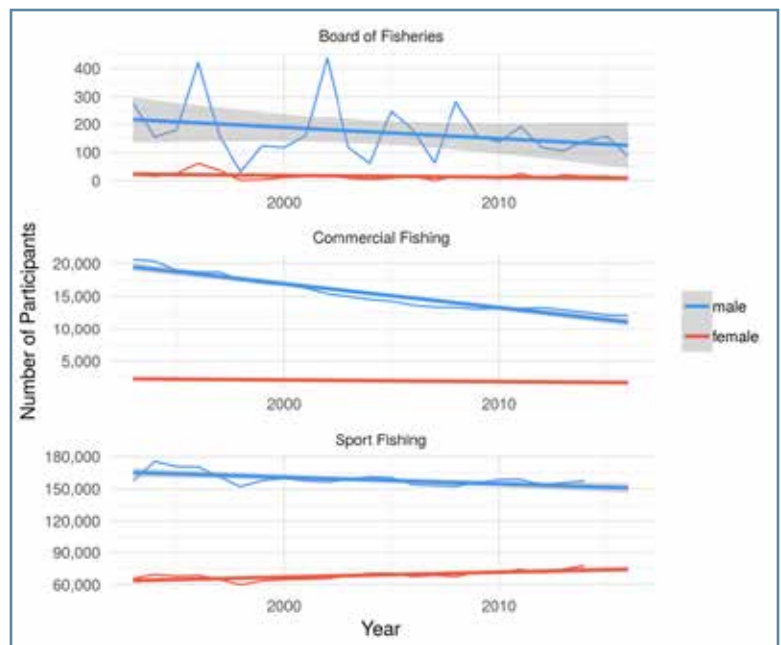 Board of Fisheries
400
300
200
100
0
2000 2010
Commercial Fishing
20,000
15,000
10,000
5,000
2000 2010
Sport Fishing
180,000
150,000
120,000
90,000
60,000
2000 2010
Year
Number of Participants
male
female